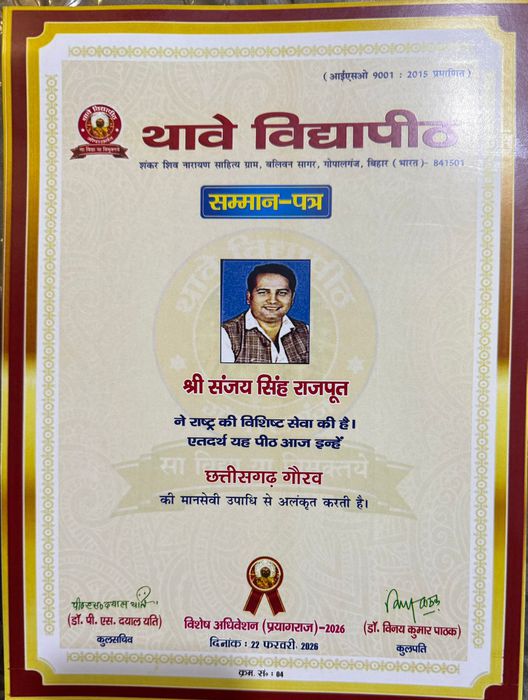 (आईएसओ 9001 : 2015 प्रमाणित)
थावे विद्यापीठ
शंकर शिव नारायण साहित्य ग्राम, बलिवन सागर, गोपालगंज, बिहार (भारत)- 841501
सम्मान-पत्र
श्री संजय सिंह राजपूत
ने राष्ट्र की विशिष्ट सेवा की है।
एतदर्थ यह पीठ आज इन्हें
छत्तीसगढ़ गौरव
की मानसेवी उपाधि से अलंकृत करती है।
(डॉ. पी. एस. दयाल यति)
कुलसचिव
विशेष अधिवेशन (प्रयागराज)-2026
दिनांक: 22 फरवरी, 2026
(डॉ. विनय कुमार पाठक)
कुलपति
क्रम. सं.: 04